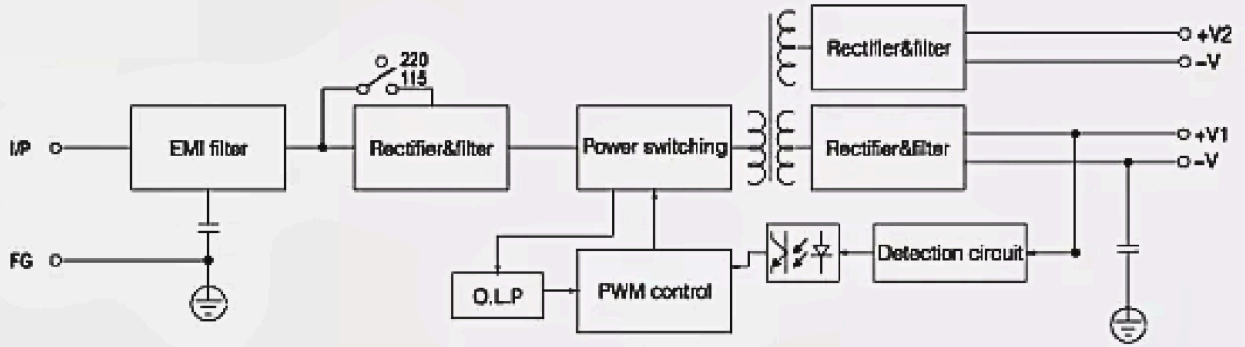 Rectifier&filter
+V2
-V
220
115
I/P
EMI filter
Rectifier&filter
Power switching
Rectifier&filter
+V1
-V
FG
O.L.P
PWM control
Detection circuit